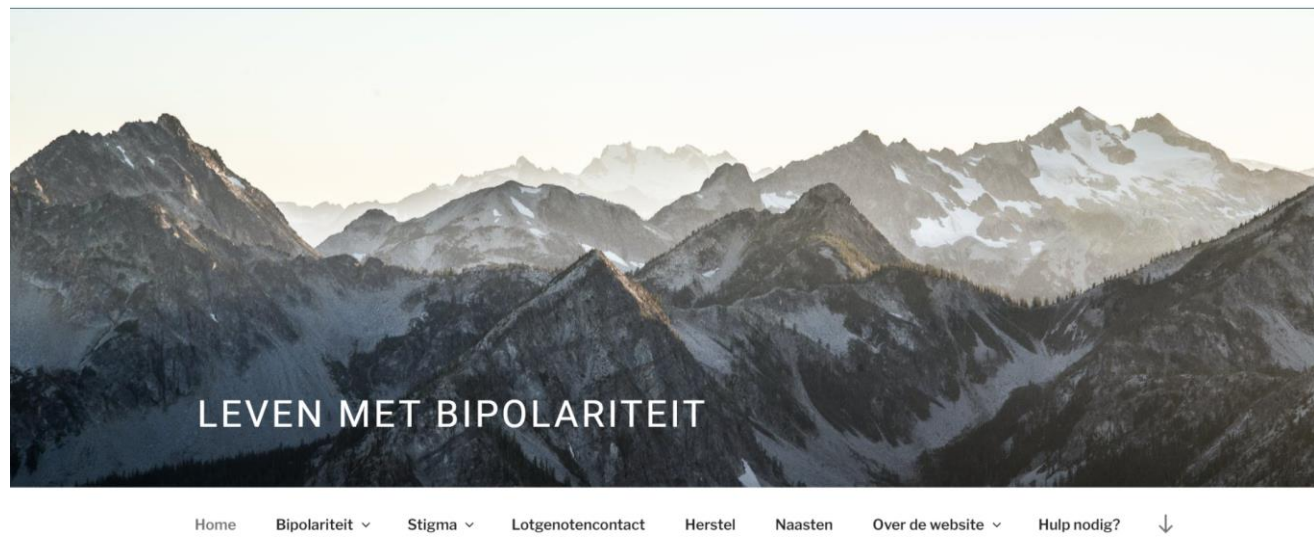 LEVEN MET BIPOLARITEIT
Home Bipolariteit Stigma Lotgenotencontact Herstel Naasten Over de website Hulp nodig?